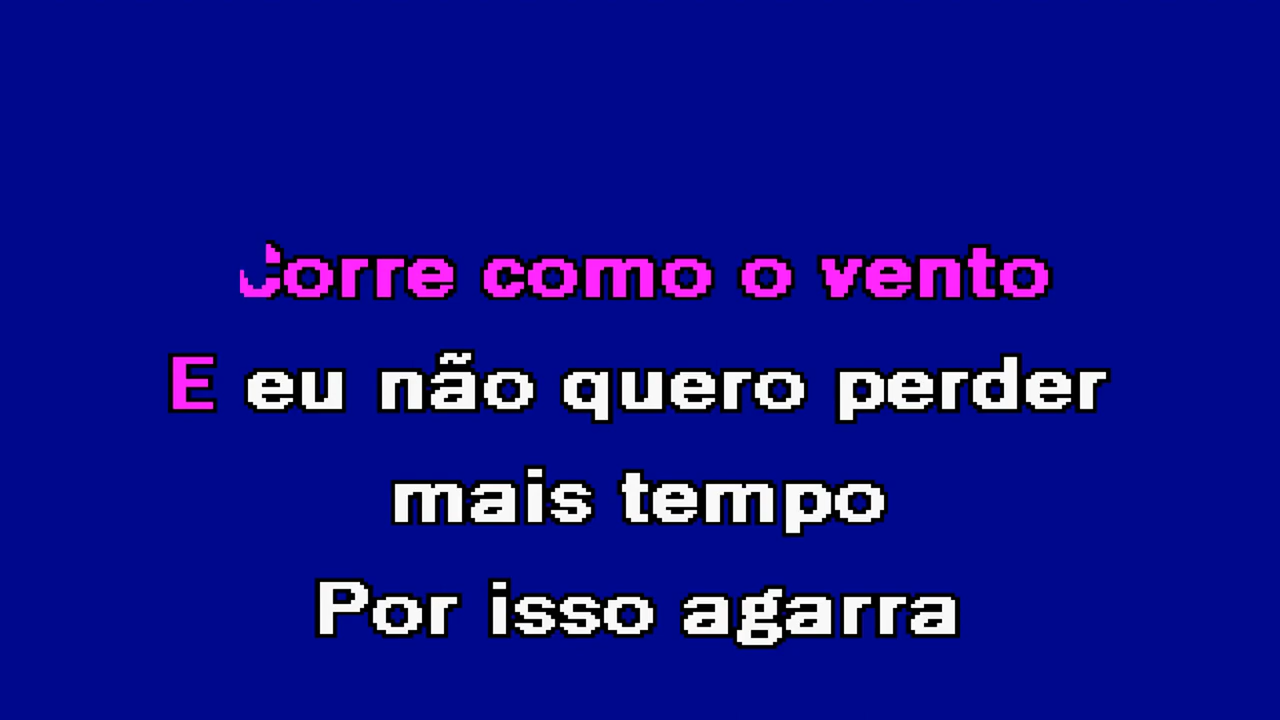 Corre como o vento
E eu não quero perder
mais tempo
Por isso agarra